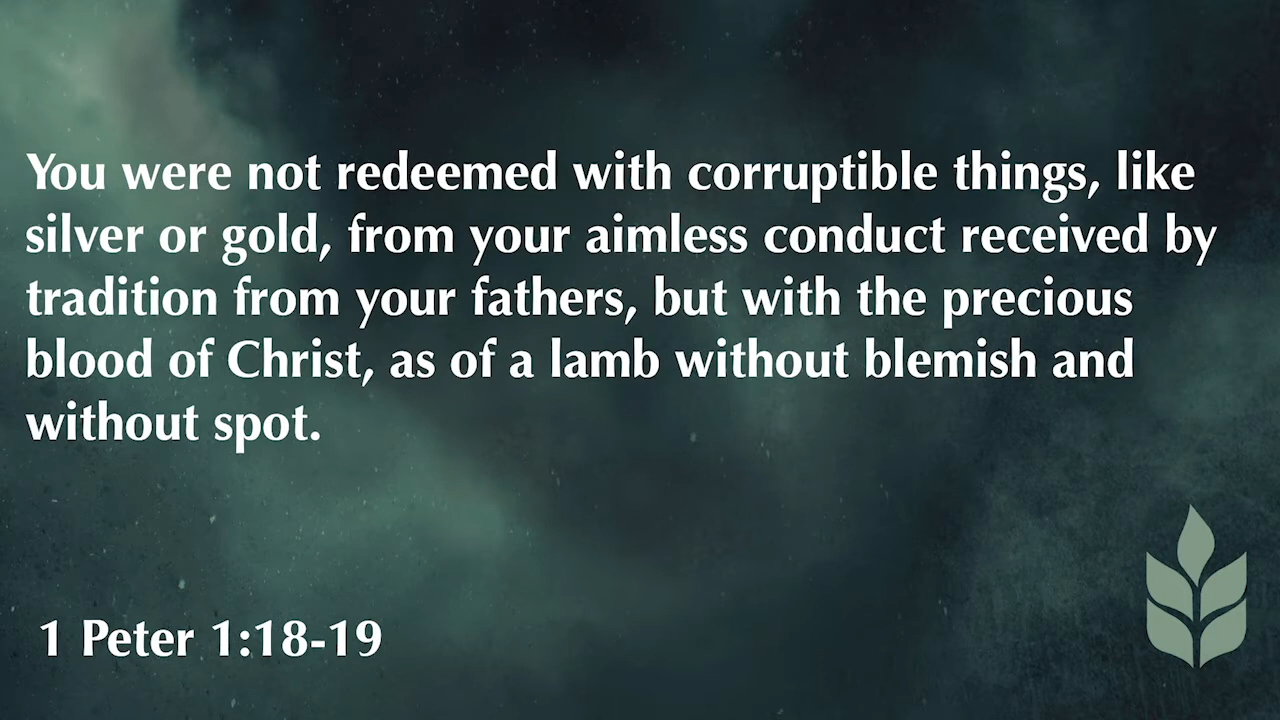 You were not redeemed with corruptible things, like
silver or gold, from your aimless conduct received by
tradition from your fathers, but with the precious
blood of Christ, as of a lamb without blemish and
without spot.
1 Peter 1:18-19